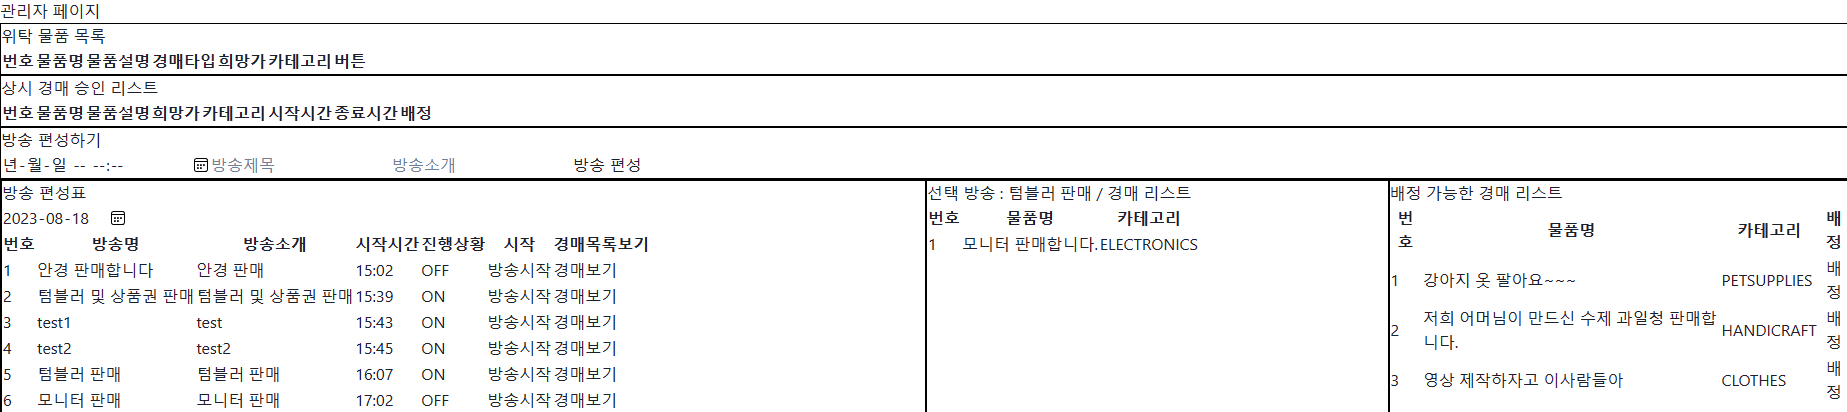 관리자 페이지
위탁 물품 목록
번호 물품명 물품설명 경매타입 희망가 카테고리 버튼
상시 경매 승인 리스트
번호 물품명 물품설명 희망가 카테고리 시작시간 종료시간 배정
방송 편성하기
년-월-일 -- --:-- 방송제목 방송소개 방송 편성
방송 편성표
2023-08-18
번호 방송명 방송소개 시작시간 진행상황 시작 경매목록보기
1 안경 판매합니다 안경 판매 15:02 OFF 방송시작 경매보기
2 텀블러 및 상품권 판매 텀블러 및 상품권 판매 15:39 ON 방송시작 경매보기
3 test1 test 15:43 ON 방송시작 경매보기
4 test2 test2 15:45 ON 방송시작 경매보기
5 텀블러 판매 텀블러 판매 16:07 ON 방송시작 경매보기
6 모니터 판매 모니터 판매 17:02 OFF 방송시작 경매보기
선택 방송 : 텀블러 판매 / 경매 리스트
번호 물품명 카테고리
1 모니터 판매합니다. ELECTRONICS
배정 가능한 경매 리스트
번호 물품명 카테고리 배정
1 강아지 옷 팔아요~~~ PETSUPPLIES 배정
2 저희 어머님이 만드신 수제 과일청 판매합
니다. HANDICRAFT 배정
3 영상 제작하자고 이사람들아 CLOTHES 배정